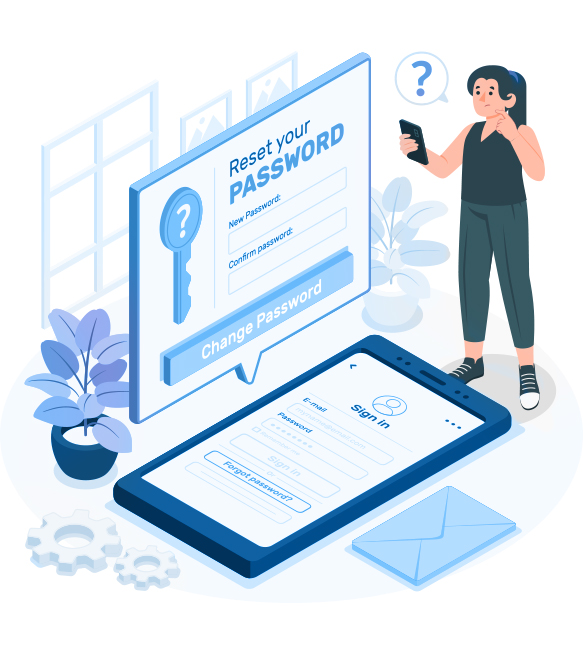 ?
Reset your
PASSWORD
?
New Password:
Confirm password:
Change Password
Sign in
E-mail
Password
********
Sign in
Forgot password?